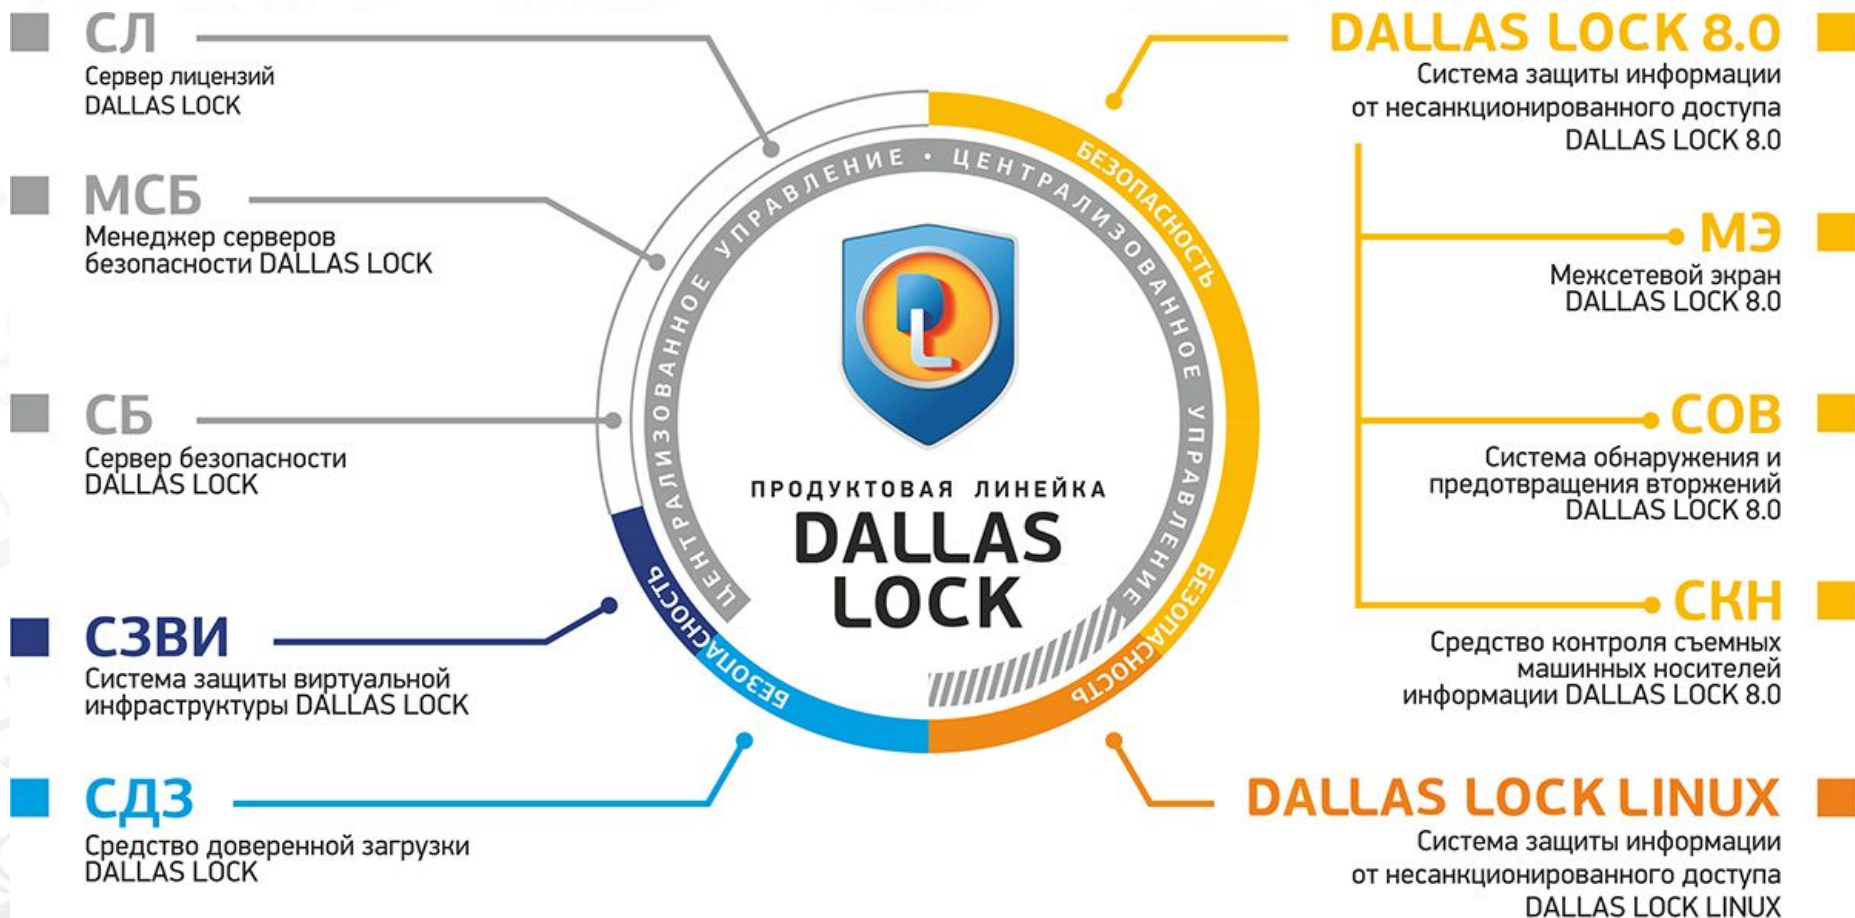 СЛ
Сервер лицензий
DALLAS LOCK
МСБ
Менеджер серверов
безопасности DALLAS LOCK
СБ
Сервер безопасности
DALLAS LOCK
СЗВИ
Система защиты виртуальной
инфраструктуры DALLAS LOCK
СДЗ
Средство доверенной загрузки
DALLAS LOCK
ЦЕНТРАЛИЗОВАННОЕ УПРАВЛЕНИЕ • ЦЕНТРАЛИЗОВАННОЕ УПРАВЛЕНИЕ
БЕЗОПАСНОСТЬ
БЕЗОПАСНОСТЬ
БЕЗОПАСНОСТЬ
DL
ПРОДУКТОВАЯ ЛИНЕЙКА
DALLAS
LOCK
DALLAS LOCK 8.0
Система защиты информации
от несанкционированного доступа
DALLAS LOCK 8.0
МЭ
Межсетевой экран
DALLAS LOCK 8.0
СОВ
Система обнаружения и
предотвращения вторжений
DALLAS LOCK 8.0
СКН
Средство контроля съемных
машинных носителей
информации DALLAS LOCK 8.0
DALLAS LOCK LINUX
Система защиты информации
от несанкционированного доступа
DALLAS LOCK LINUX